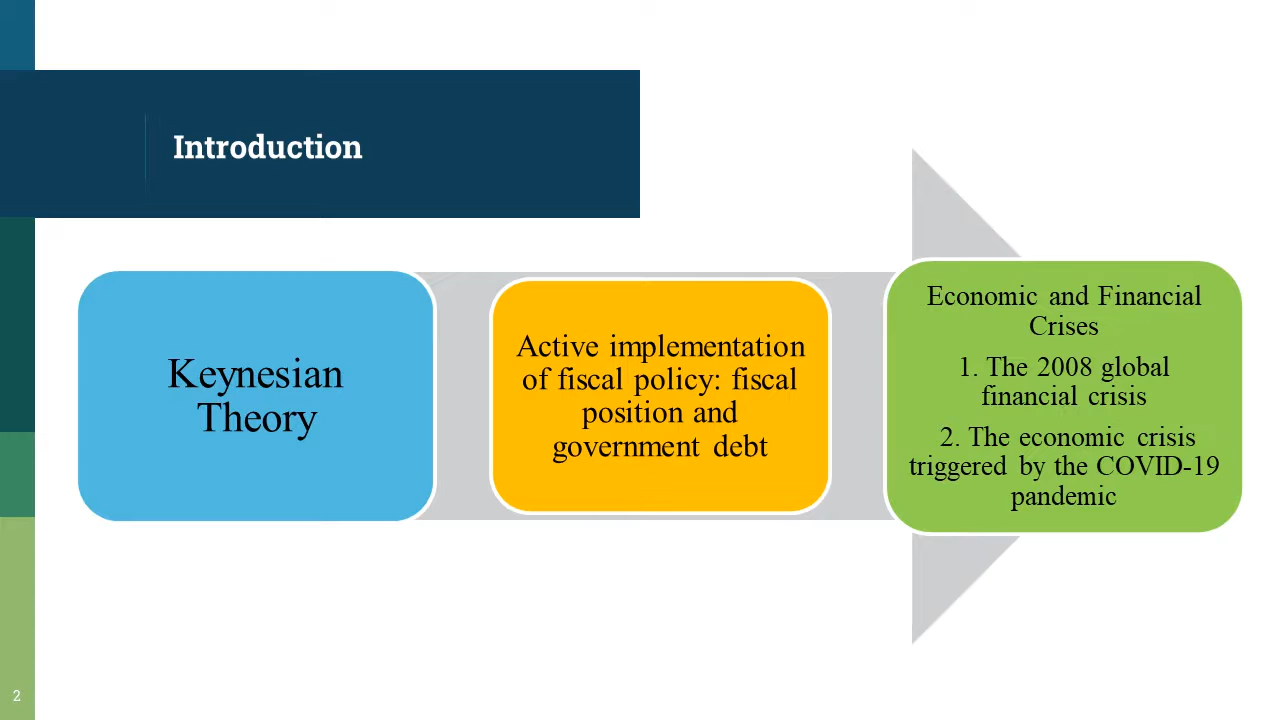 Introduction
Keynesian
Theory
Active implementation
of fiscal policy: fiscal
position and
government debt
Economic and Financial
Crises
1. The 2008 global
financial crisis
2. The economic crisis
triggered by the COVID-19
pandemic
2